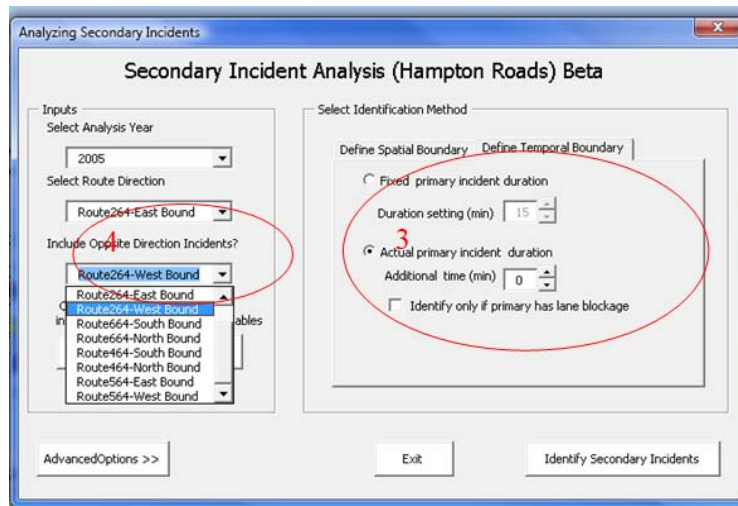 Analyzing Secondary Incidents
Secondary Incident Analysis (Hampton Roads) Beta
Inputs
Select Analysis Year
2005
Select Route Direction
Route264-East Bound
Include Opposite Direction Incidents?
4
Route264-West Bound
Route264-East Bound
Route264-West Bound
Route664-South Bound
Route664-North Bound
Route464-South Bound
Route464-North Bound
Route564-East Bound
Route564-West Bound
ables
AdvancedOptions >>
Select Identification Method
Define Spatial Boundary
Define Temporal Boundary
Fixed primary incident duration
Duration setting (min)
15
3
Actual primary incident duration
Additional time (min)
0
Identify only if primary has lane blockage
Exit
Identify Secondary Incidents